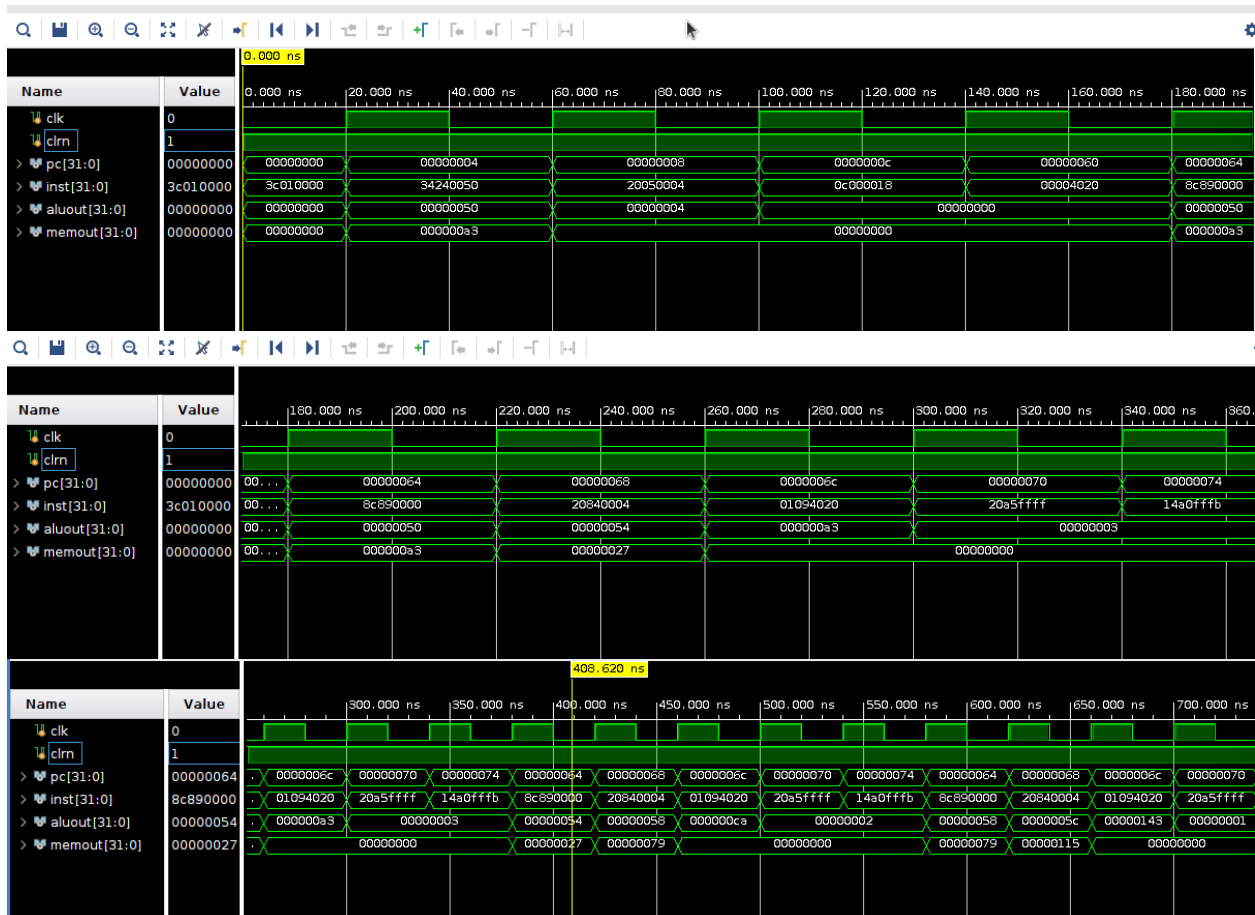 0.000 ns
Name Value 0.000 ns 20.000 ns 40.000 ns 60.000 ns 80.000 ns 100.000 ns 120.000 ns 140.000 ns 160.000 ns 180.000 ns
clk 0
clrn 1
pc[31:0] 00000000 00000000 00000004 00000008 0000000c 00000060 00000064
inst[31:0] 3c010000 3c010000 34240050 20050004 0c000018 00004020 8c890000
aluout[31:0] 00000000 00000000 00000050 00000004 00000000 00000050
memout[31:0] 00000000 00000000 000000a3 00000000 000000a3
Name Value 180.000 ns 200.000 ns 220.000 ns 240.000 ns 260.000 ns 280.000 ns 300.000 ns 320.000 ns 340.000 ns 360.
clk 0
clrn 1
pc[31:0] 00000000 00... 00000064 00000068 0000006c 00000070 00000074
inst[31:0] 3c010000 00... 8c890000 20840004 01094020 20a5ffff 14a0fffb
aluout[31:0] 00000000 00... 00000050 00000054 000000a3 00000003
memout[31:0] 00000000 00... 000000a3 00000027 00000000
408.620 ns
Name Value 300.000 ns 350.000 ns 400.000 ns 450.000 ns 500.000 ns 550.000 ns 600.000 ns 650.000 ns 700.000 ns
clk 0
clrn 1
pc[31:0] 00000064 0000006c 00000070 00000074 00000064 00000068 0000006c 00000070 00000074 00000064 00000068 0000006c 00000070
inst[31:0] 8c890000 01094020 20a5ffff 14a0fffb 8c890000 20840004 01094020 20a5ffff 14a0fffb 8c890000 20840004 01094020 20a5ffff
aluout[31:0] 00000054 000000a3 00000003 00000054 00000058 000000ca 00000002 00000058 0000005c 00000143 00000001
memout[31:0] 00000027 00000000 00000027 00000079 00000000 00000079 00000115 00000000